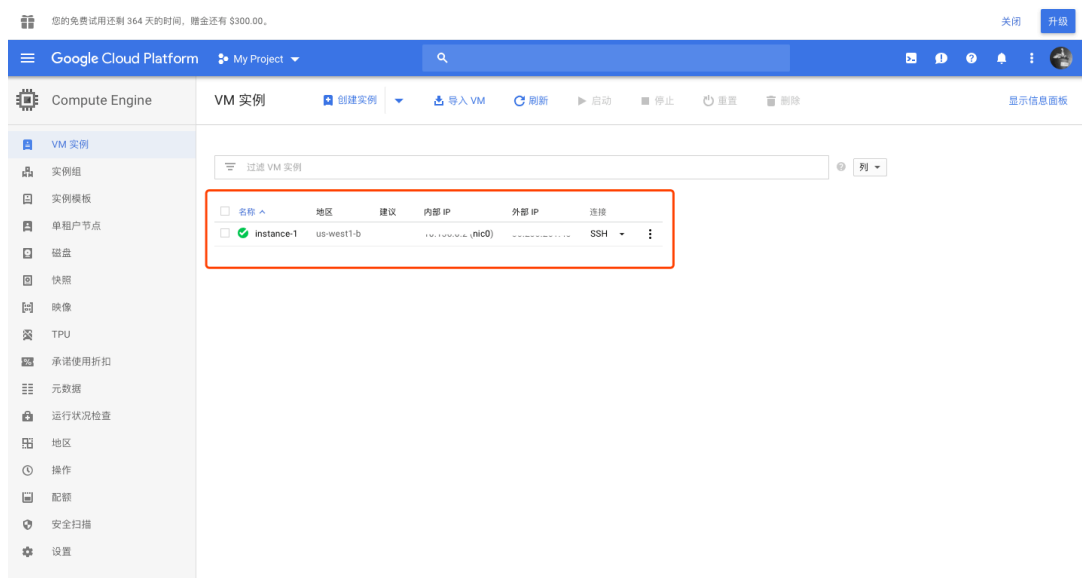 您的免费试用还剩 364 天的时间，赠金还有 $300.00。
关闭
升级
Google Cloud Platform
My Project
Compute Engine
VM 实例
创建实例
导入 VM
刷新
启动
停止
重置
删除
显示信息面板
VM 实例
实例组
实例模板
单租户节点
磁盘
快照
映像
TPU
承诺使用折扣
元数据
运行状况检查
地区
操作
配额
安全扫描
设置
过滤 VM 实例
列
名称 地区 建议 内部 IP 外部 IP 连接
instance-1 us-west1-b (nic0) SSH